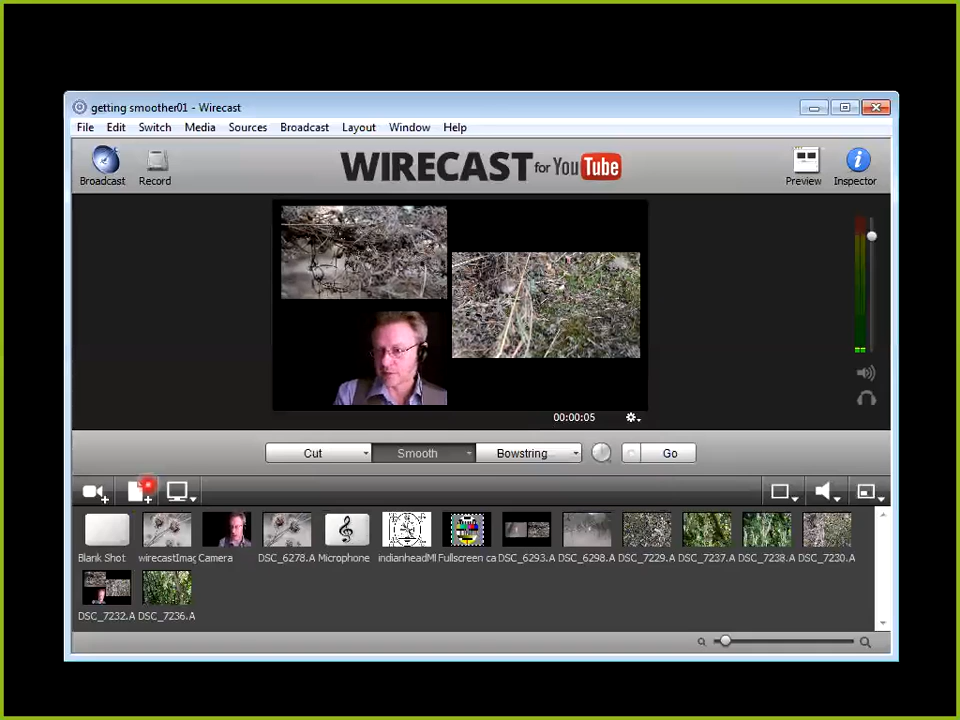 getting smoother01 - Wirecast
File Edit Switch Media Sources Broadcast Layout Window Help
Broadcast Record WIRECAST for YouTube Preview Inspector
00:00:05
Cut Smooth Bowstring Go
Blank Shot wirecastImag Camera DSC_6278.A Microphone indianheadMI Fullscreen ca DSC_6293.A DSC_6298.A DSC_7229.A DSC_7237.A DSC_7238.A DSC_7230.A
DSC_7232.A DSC_7236.A